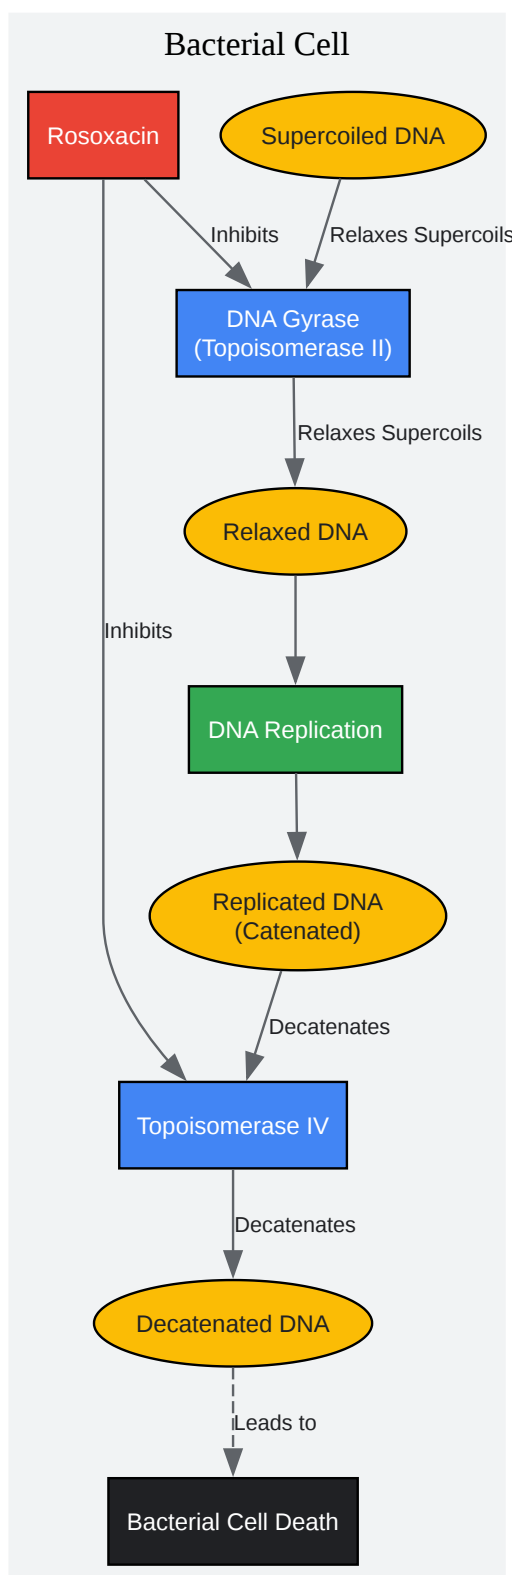 Bacterial Cell
Rosoxacin
Supercoiled DNA
Inhibits
Relaxes Supercoils
DNA Gyrase
(Topoisomerase II)
Relaxes Supercoils
Relaxed DNA
Inhibits
DNA Replication
Replicated DNA
(Catenated)
Decatenates
Topoisomerase IV
Decatenates
Decatenated DNA
Leads to
Bacterial Cell Death